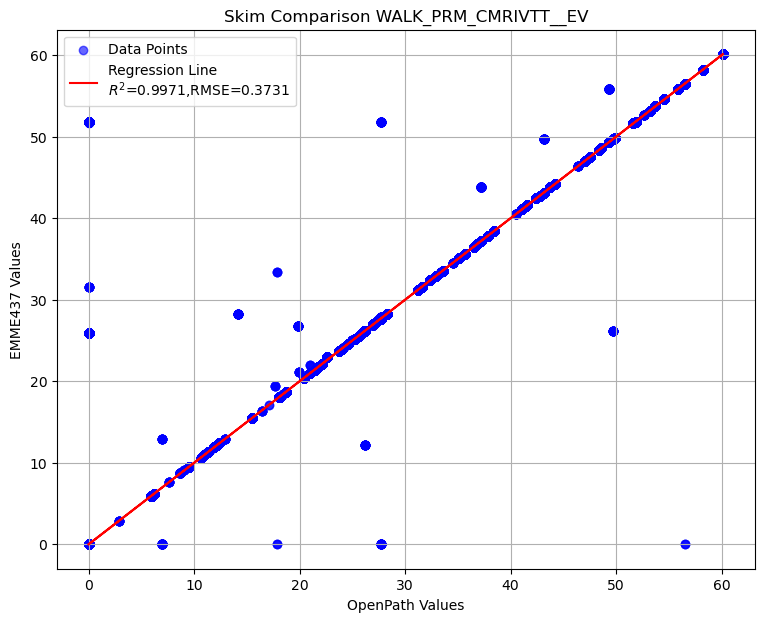 Skim Comparison WALK_PRM_CMRIVTT__EV
Data Points
Regression Line
R²=0.9971,RMSE=0.3731
60
50
40
30
20
10
0
EMME437 Values
0 10 20 30 40 50 60
OpenPath Values